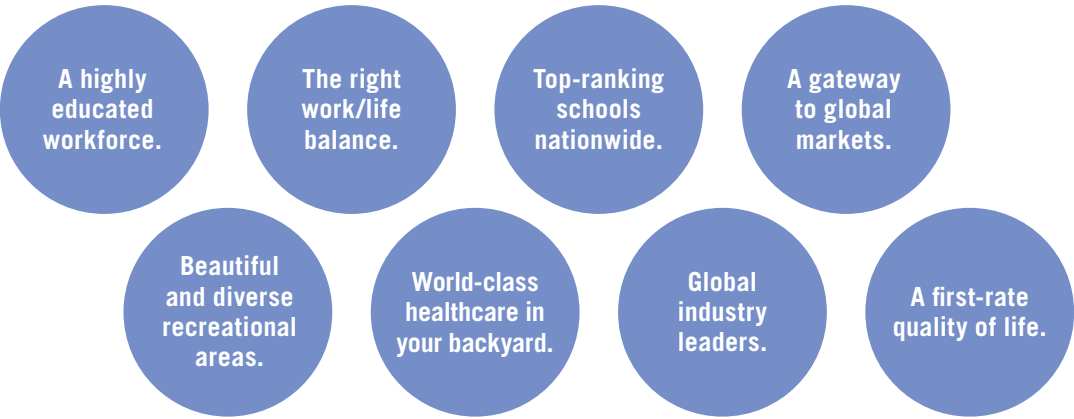 A highly
educated
workforce.
The right
work/life
balance.
Top-ranking
schools
nationwide.
A gateway
to global
markets.
Beautiful
and diverse
recreational
areas.
World-class
healthcare in
your backyard.
Global
industry
leaders.
A first-rate
quality of life.